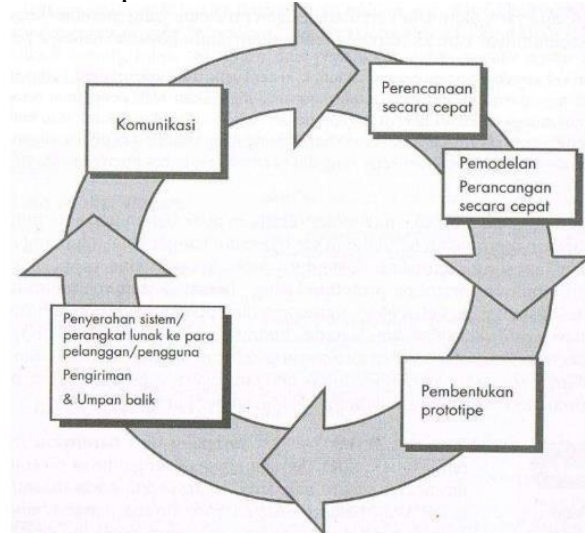 Komunikasi
Perencanaan
secara cepat
Pemodelan
Perancangan
secara cepat
Pembentukan
prototipe
Penyerahan sistem/
perangkat lunak ke para
pelanggan/pengguna
Pengiriman
& Umpan balik